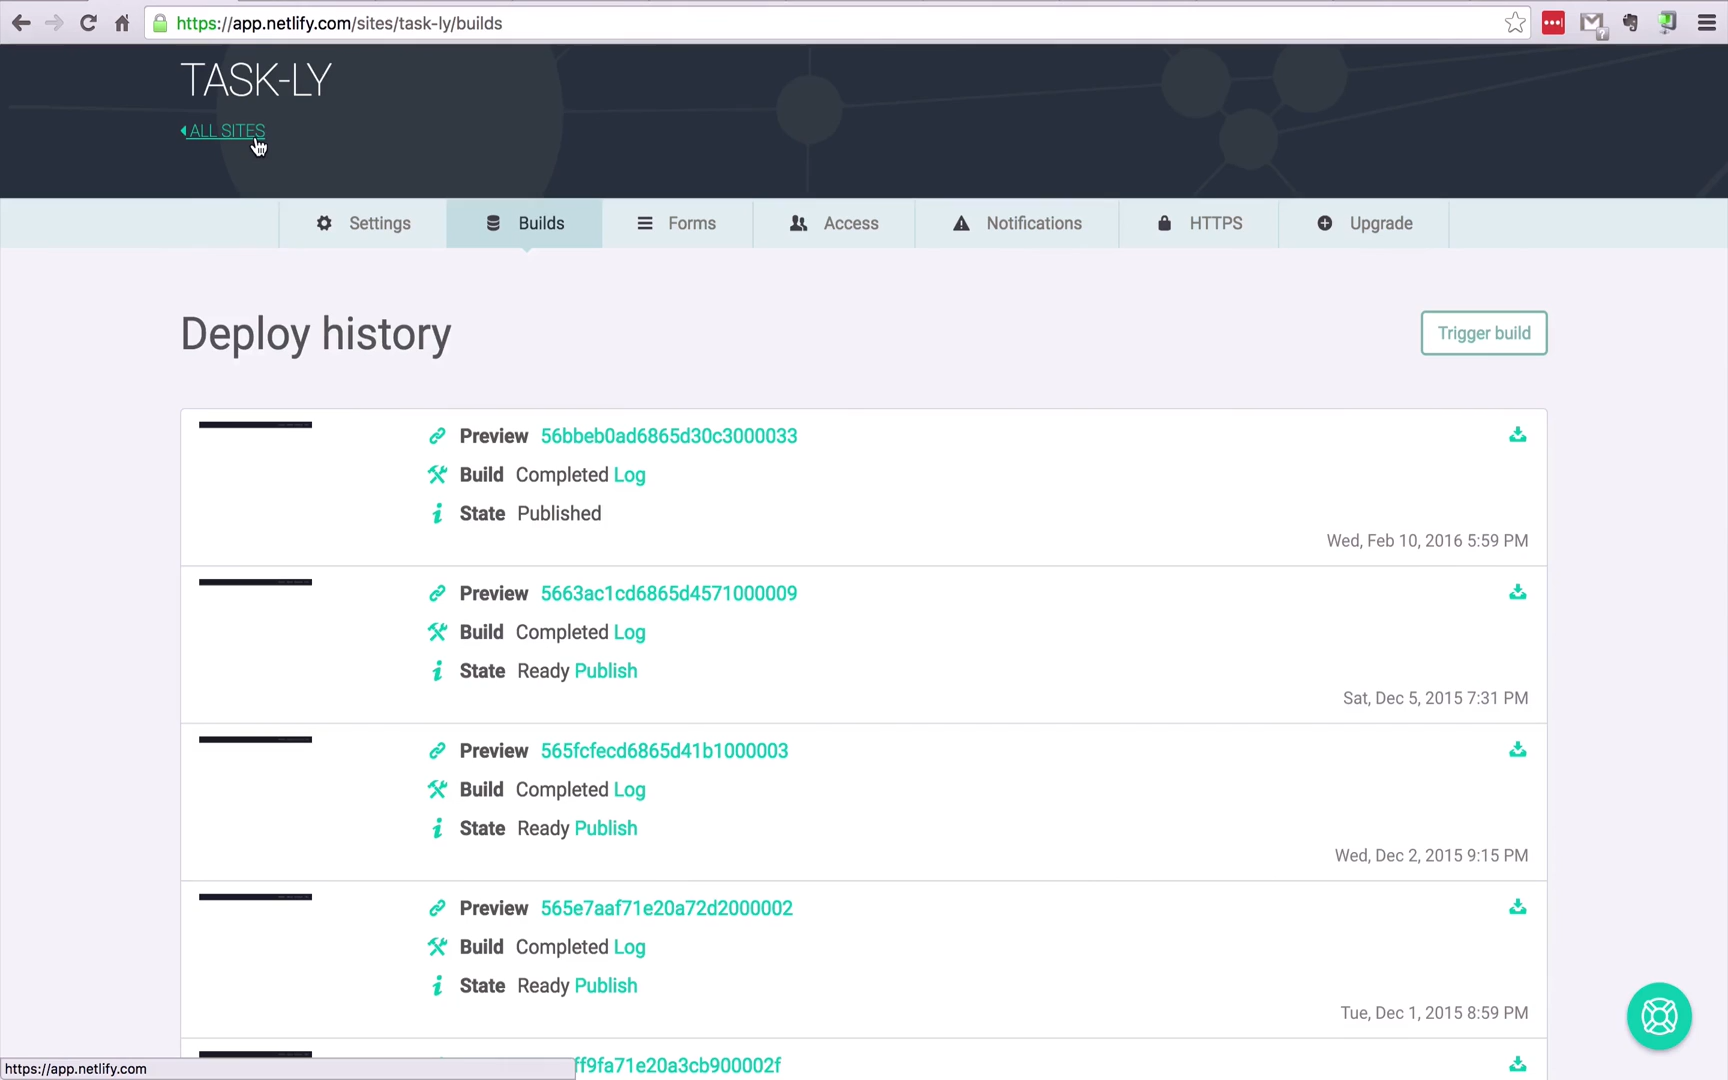 https://app.netlify.com/sites/task-ly/builds
TASK-LY
ALL SITES
Settings
Builds
Forms
Access
Notifications
HTTPS
Upgrade
Deploy history
Trigger build
Preview 56bbeb0ad6865d30c3000033
Build Completed Log
State Published
Wed, Feb 10, 2016 5:59 PM
Preview 5663ac1cd6865d4571000009
Build Completed Log
State Ready Publish
Sat, Dec 5, 2015 7:31 PM
Preview 565fcfecd6865d41b1000003
Build Completed Log
State Ready Publish
Wed, Dec 2, 2015 9:15 PM
Preview 565e7aaf71e20a72d2000002
Build Completed Log
State Ready Publish
Tue, Dec 1, 2015 8:59 PM
ff9fa71e20a3cb900002f
https://app.netlify.com